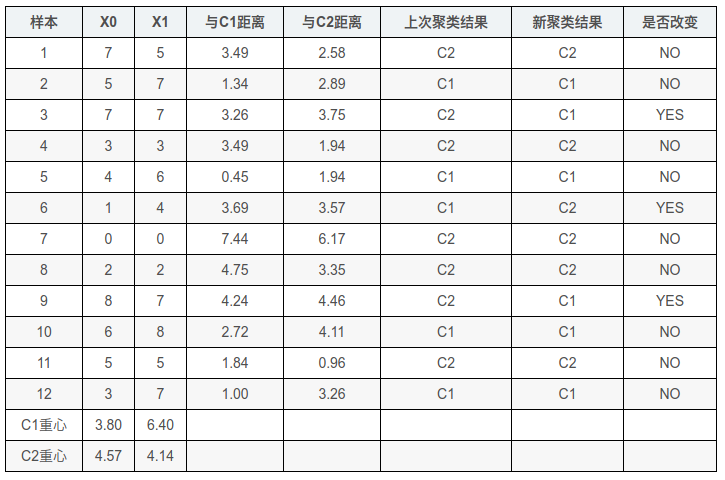 样本 X0 X1 与C1距离 与C2距离 上次聚类结果 新聚类结果 是否改变
1 7 5 3.49 2.58 C2 C2 NO
2 5 7 1.34 2.89 C1 C1 NO
3 7 7 3.26 3.75 C2 C1 YES
4 3 3 3.49 1.94 C2 C2 NO
5 4 6 0.45 1.94 C1 C1 NO
6 1 4 3.69 3.57 C1 C2 YES
7 0 0 7.44 6.17 C2 C2 NO
8 2 2 4.75 3.35 C2 C2 NO
9 8 7 4.24 4.46 C2 C1 YES
10 6 8 2.72 4.11 C1 C1 NO
11 5 5 1.84 0.96 C2 C2 NO
12 3 7 1.00 3.26 C1 C1 NO
C1重心 3.80 6.40
C2重心 4.57 4.14